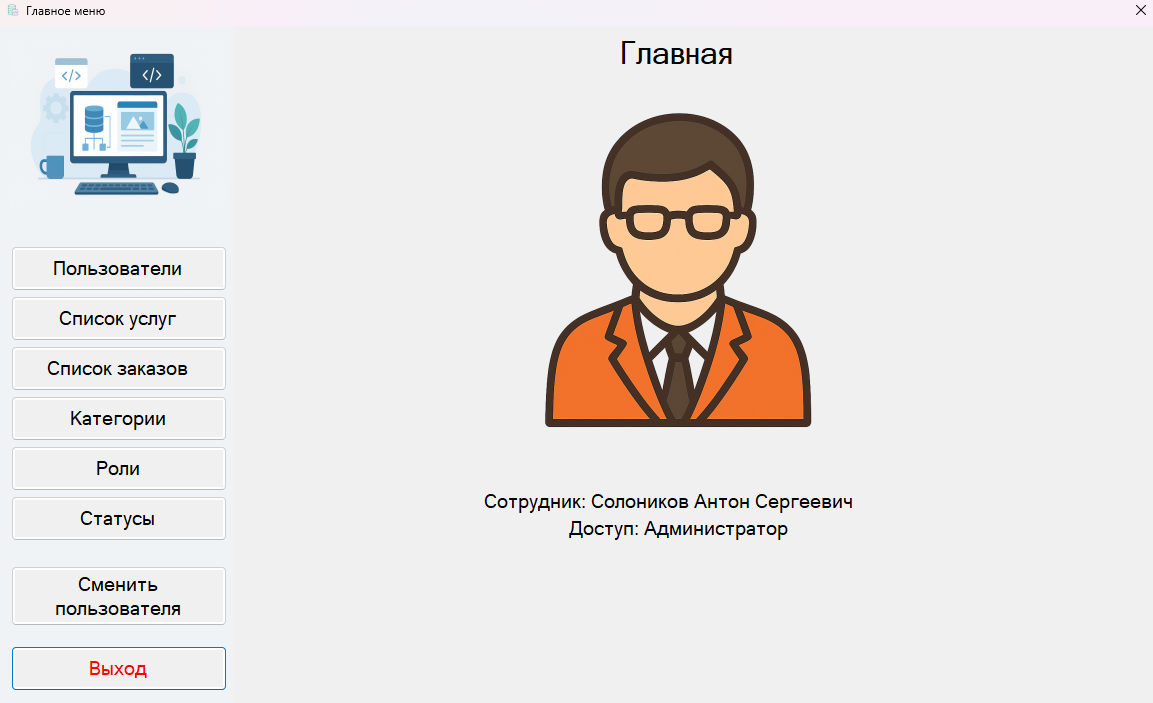 Главное меню
Главная
</>
</>
Пользователи
Список услуг
Список заказов
Категории
Роли
Статусы
Сменить
пользователя
Выход
Сотрудник: Солоников Антон Сергеевич
Доступ: Администратор